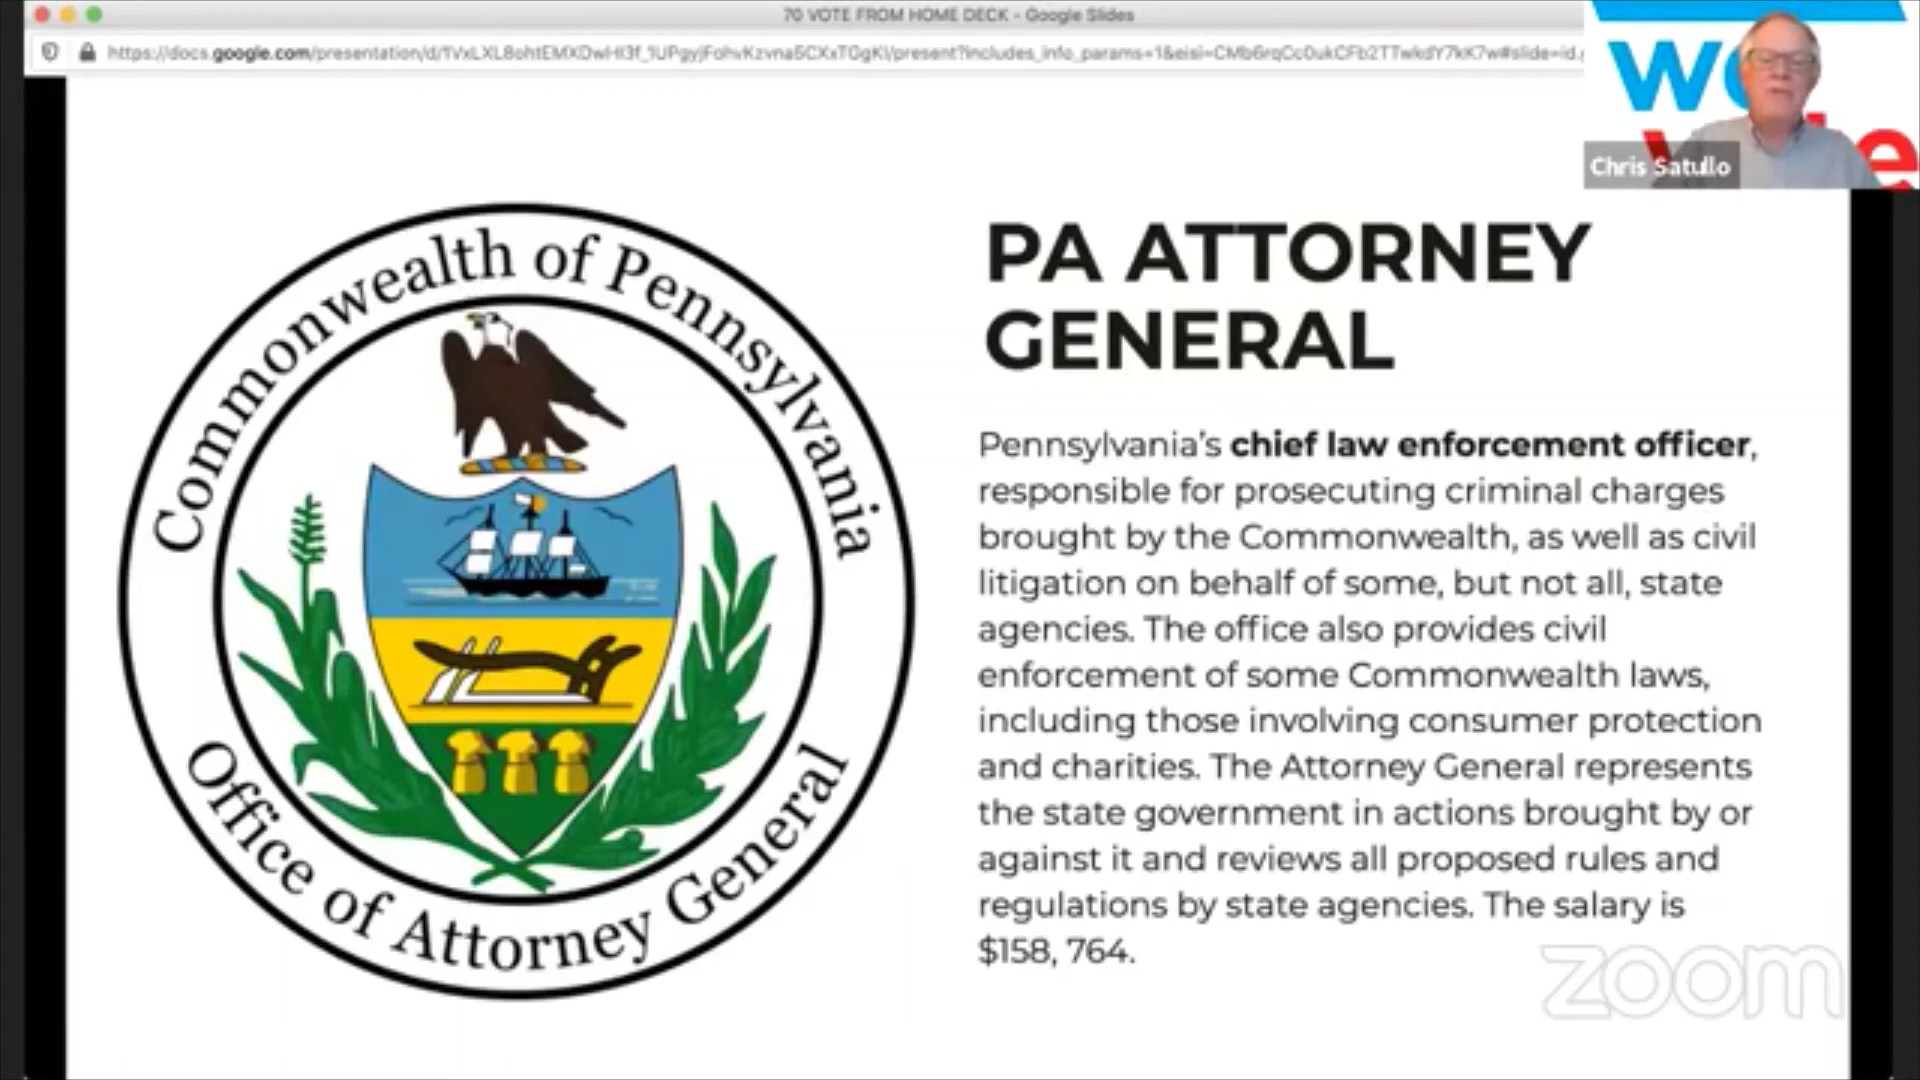 70 VOTE FROM HOME DECK - Google Slides
we
Chris Satullo
Commonwealth of Pennsylvania
Office of Attorney General
PA ATTORNEY
GENERAL
Pennsylvania's chief law enforcement officer,
responsible for prosecuting criminal charges
brought by the Commonwealth, as well as civil
litigation on behalf of some, but not all, state
agencies. The office also provides civil
enforcement of some Commonwealth laws,
including those involving consumer protection
and charities. The Attorney General represents
the state government in actions brought by or
against it and reviews all proposed rules and
regulations by state agencies. The salary is
$158, 764.
zoom